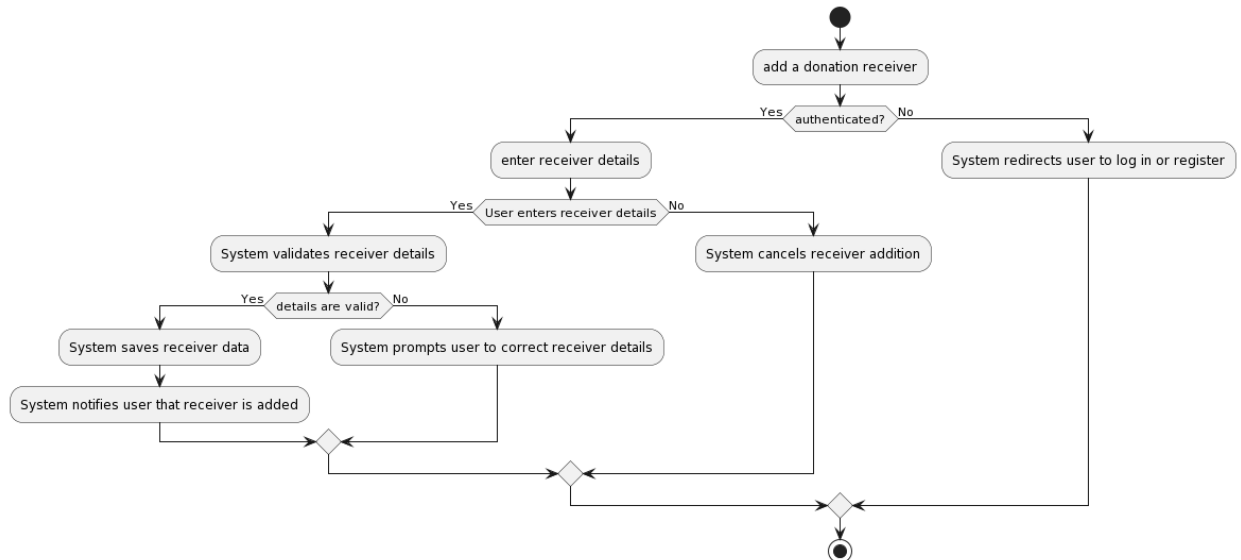 add a donation receiver
Yes
authenticated?
No
enter receiver details
System redirects user to log in or register
Yes
User enters receiver details
No
System validates receiver details
System cancels receiver addition
Yes
details are valid?
No
System saves receiver data
System prompts user to correct receiver details
System notifies user that receiver is added